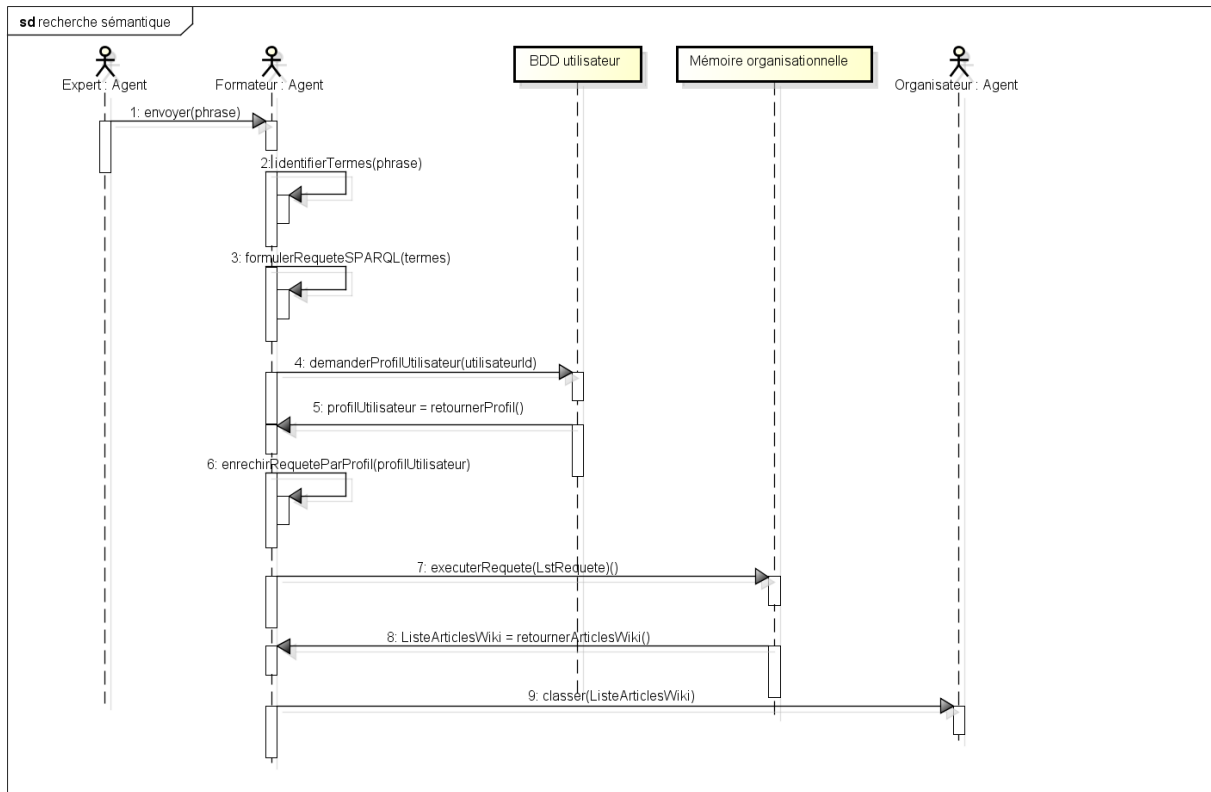 sd recherche sémantique
Expert : Agent
Formateur : Agent
BDD utilisateur
Mémoire organisationnelle
Organisateur : Agent
1: envoyer(phrase)
2: identifierTermes(phrase)
3: formulerRequeteSPARQL(termes)
4: demanderProfilUtilisateur(utilisateurId)
5: profilUtilisateur = retournerProfil()
6: enrechirRequeteParProfil(profilUtilisateur)
7: executerRequete(LstRequete)()
8: ListeArticlesWiki = retournerArticlesWiki()
9: classer(ListeArticlesWiki)